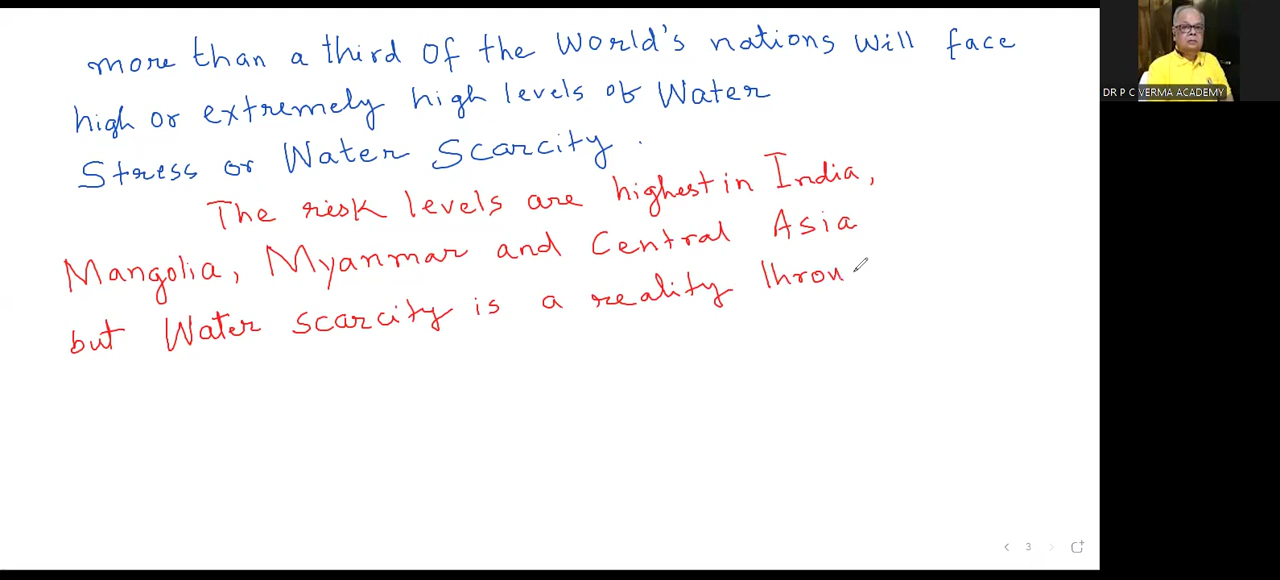 more than a third of the World's nations will face
high or extremely high levels of Water
Stress or Water Scarcity.
The risk levels are highest in India,
Mangolia, Myanmar and Central Asia
but Water scarcity is a reality throu
DR P C VERMA ACADEMY
3